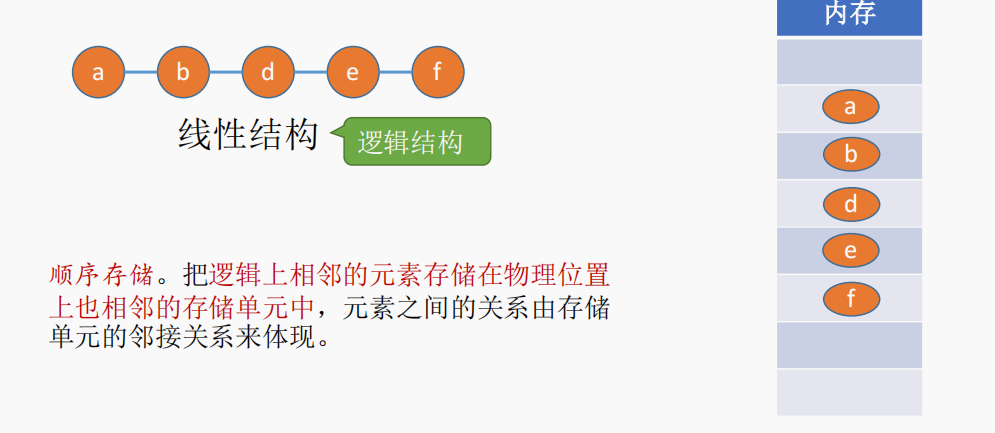 内存
a b d e f
线性结构
逻辑结构
顺序存储。把逻辑上相邻的元素存储在物理位置
上也相邻的存储单元中，元素之间的关系由存储
单元的邻接关系来体现。
a
b
d
e
f